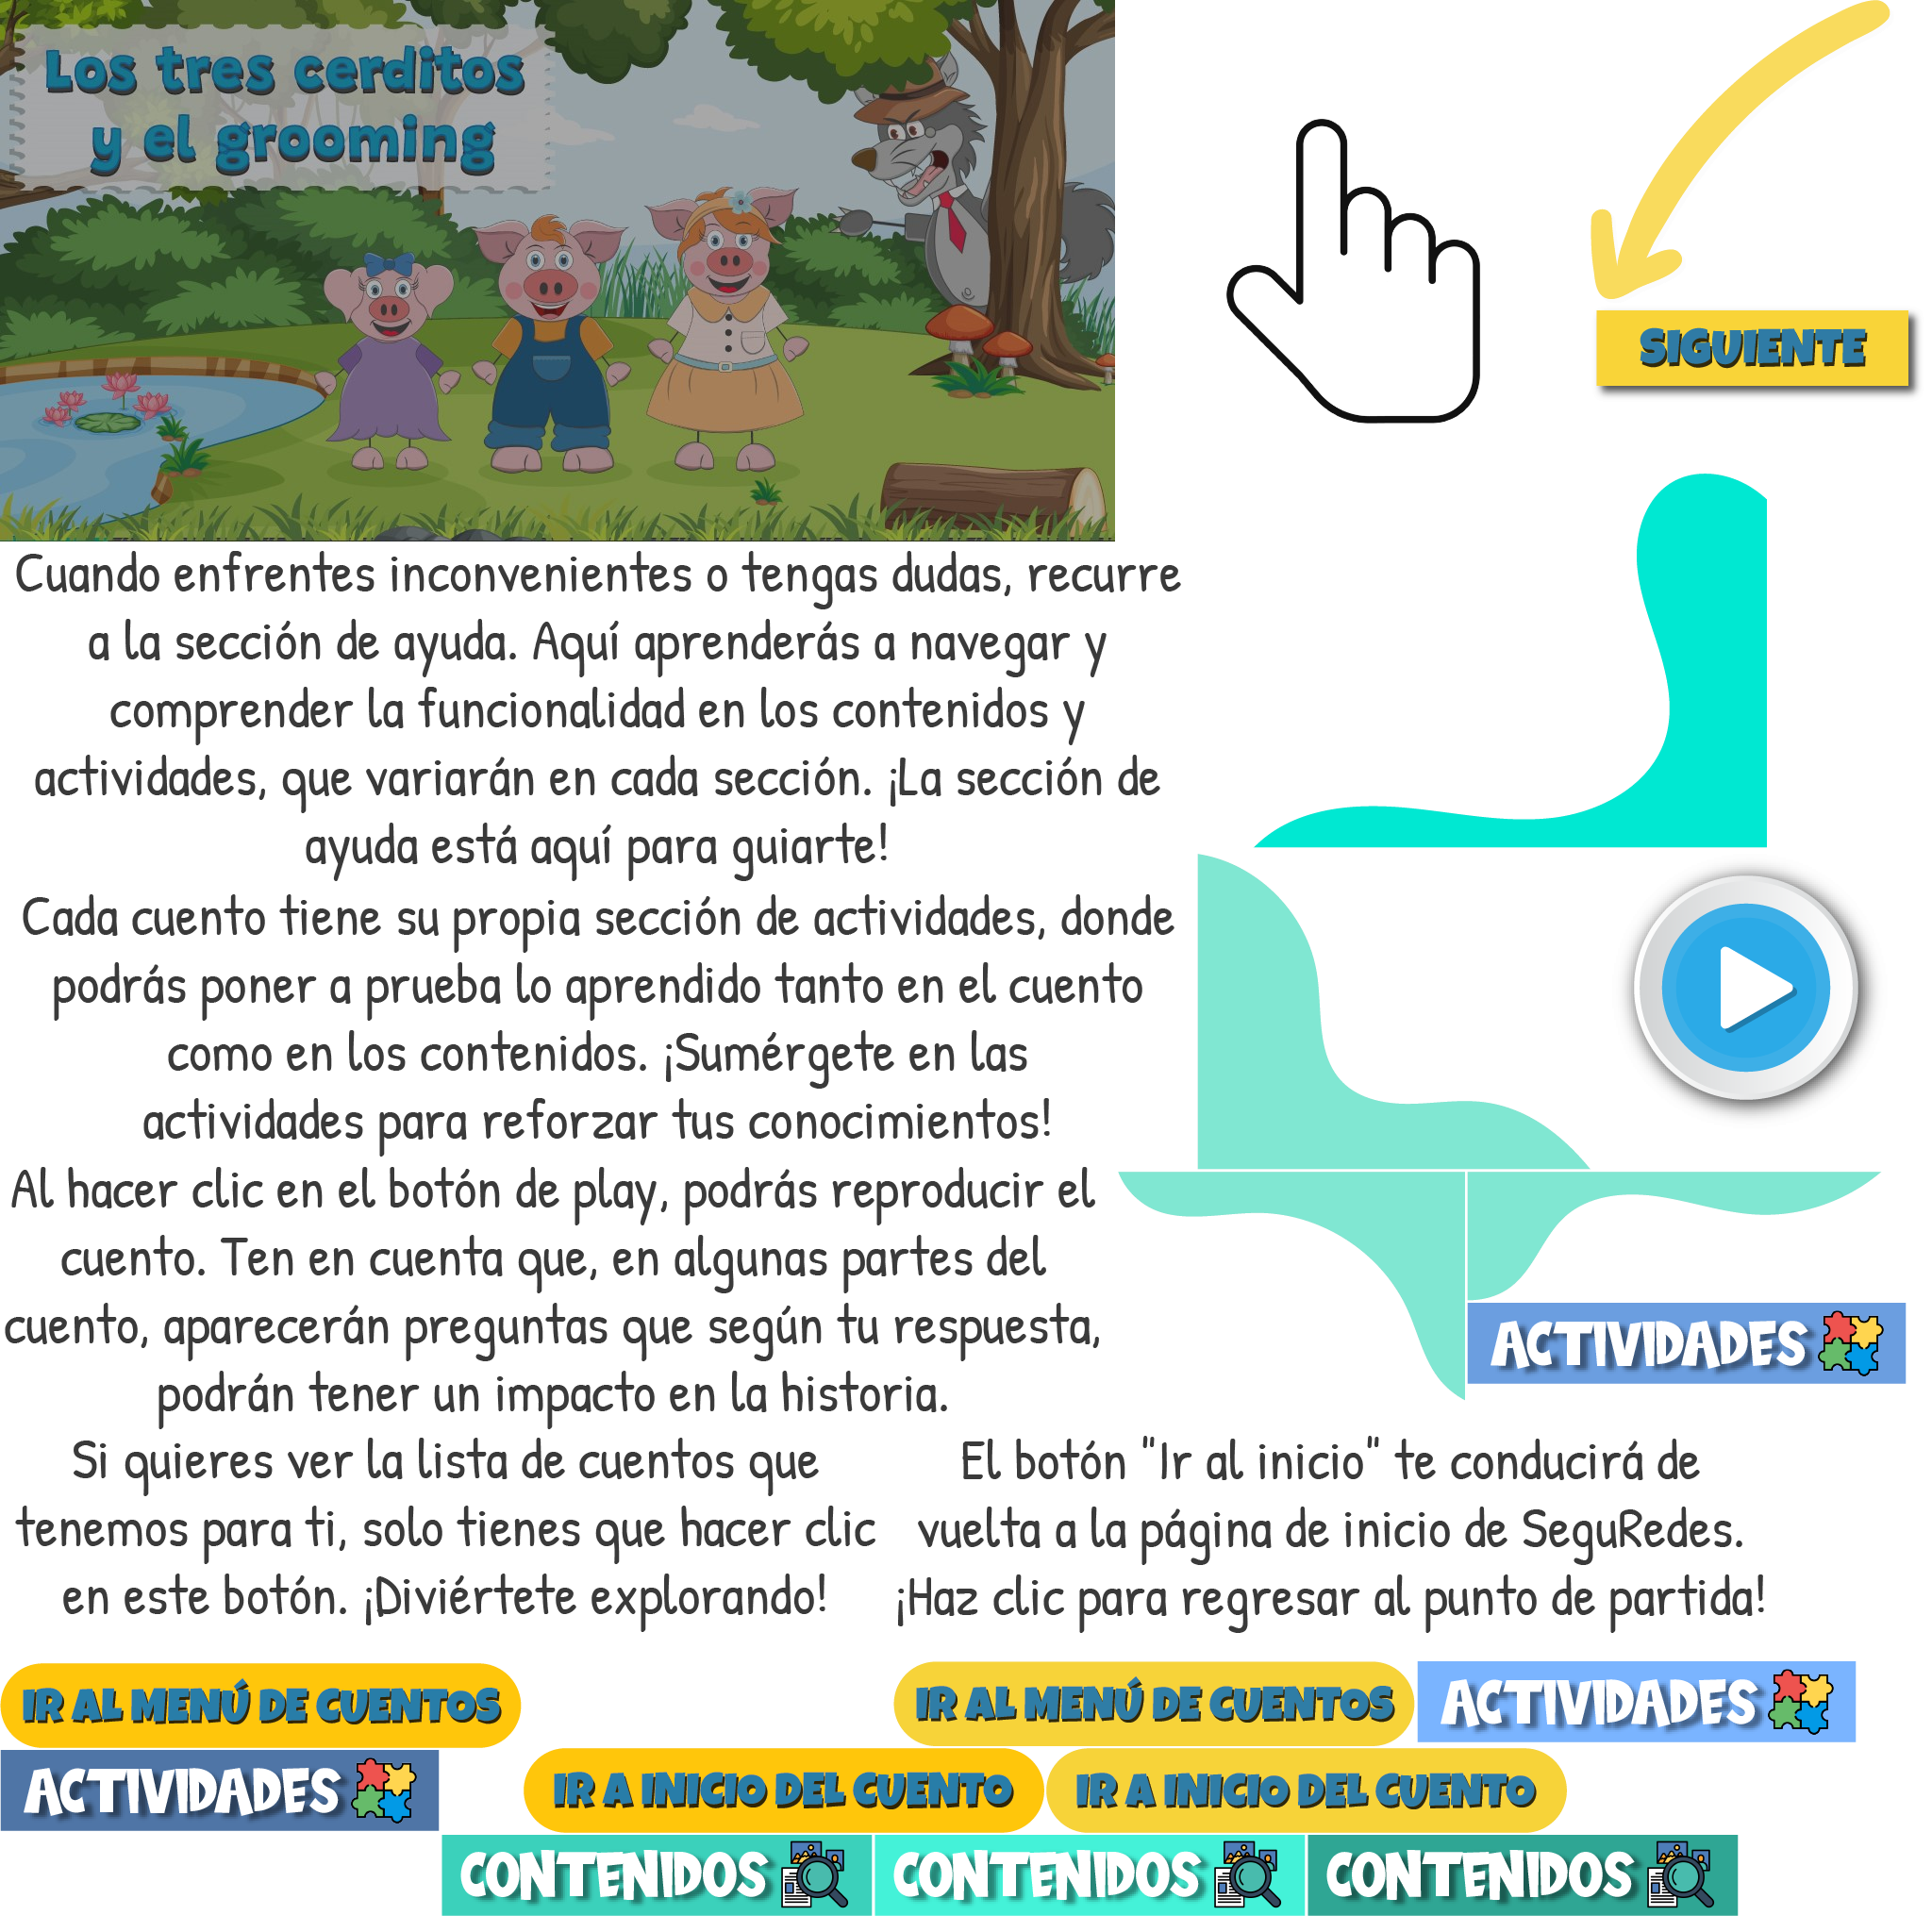 Los tres cerditos
y el grooming
SIGUIENTE
Cuando enfrentes inconvenientes o tengas dudas, recurre
a la sección de ayuda. Aquí aprenderás a navegar y
comprender la funcionalidad en los contenidos y
actividades, que variarán en cada sección. ¡La sección de
ayuda está aquí para guiarte!
Cada cuento tiene su propia sección de actividades, donde
podrás poner a prueba lo aprendido tanto en el cuento
como en los contenidos. ¡Sumérgete en las
actividades para reforzar tus conocimientos!
Al hacer clic en el botón de play, podrás reproducir el
cuento. Ten en cuenta que, en algunas partes del
cuento, aparecerán preguntas que según tu respuesta,
podrán tener un impacto en la historia.
ACTIVIDADES
Si quieres ver la lista de cuentos que
tenemos para ti, solo tienes que hacer clic
en este botón. ¡Diviértete explorando!
El botón "Ir al inicio" te conducirá de
vuelta a la página de inicio de SeguRedes.
¡Haz clic para regresar al punto de partida!
IR AL MENÚ DE CUENTOS
IR AL MENÚ DE CUENTOS
ACTIVIDADES
ACTIVIDADES
IR A INICIO DEL CUENTO
IR A INICIO DEL CUENTO
CONTENIDOS
CONTENIDOS
CONTENIDOS